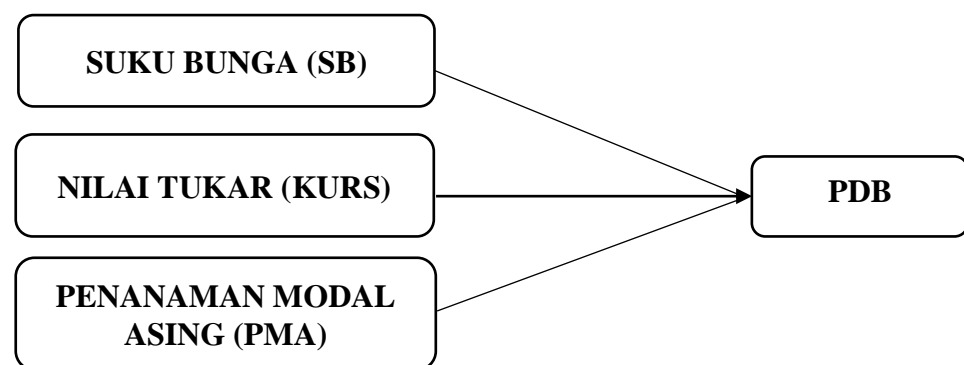 SUKU BUNGA (SB)
NILAI TUKAR (KURS)
PDB
PENANAMAN MODAL
ASING (PMA)